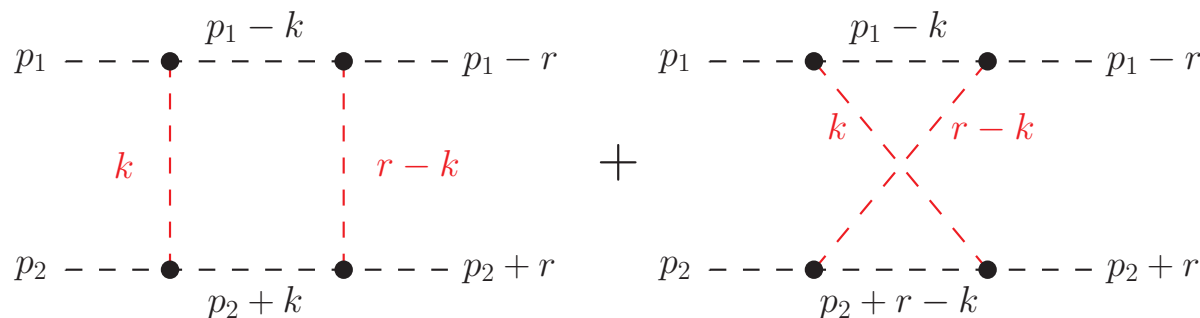 p₁ − k
p₁ − k
p₁
p₁ − r
p₁
p₁ − r
k
r − k
+
k
r − k
p₂
p₂ + r
p₂
p₂ + r
p₂ + k
p₂ + r − k